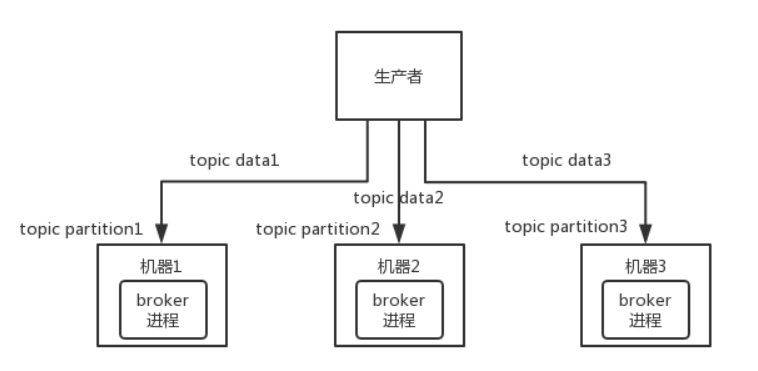 生产者
topic data1
topic data3
topic data2
topic partition1
topic partition2
topic partition3
机器1
broker
进程
机器2
broker
进程
机器3
broker
进程